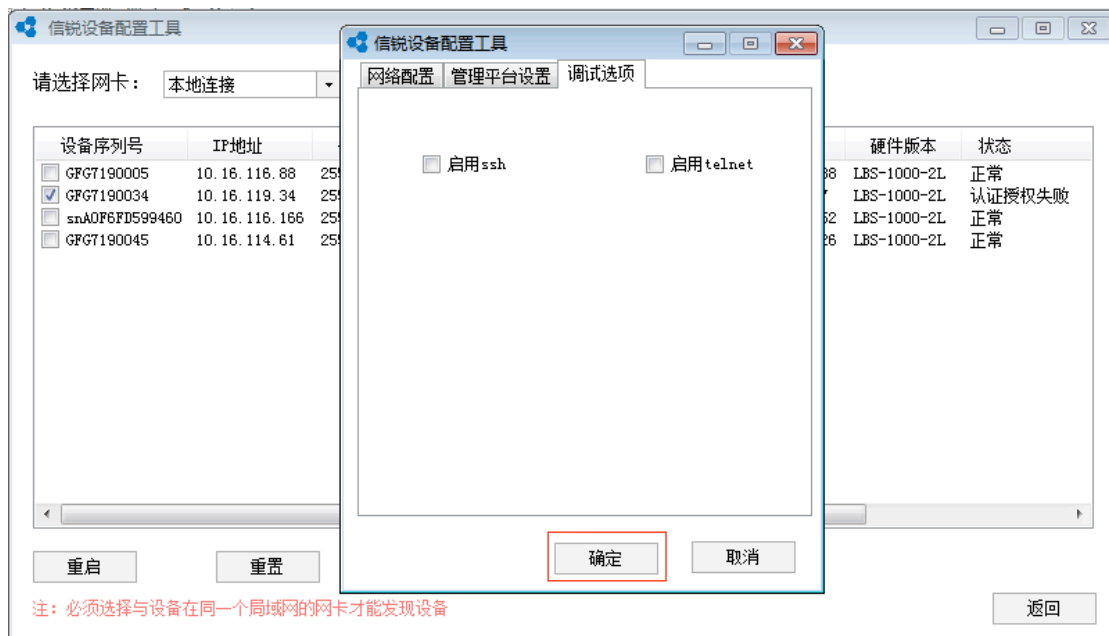 信锐设备配置工具
信锐设备配置工具
请选择网卡： 本地连接
网络配置 管理平台设置 调试选项
启用ssh 启用telnet
设备序列号 IP地址 硬件版本 状态
GFG7190005 10.16.116.88 255 38 LBS-1000-2L 正常
GFG7190034 10.16.119.34 255 LBS-1000-2L 认证授权失败
snA0F6FD599460 10.16.116.166 255 52 LBS-1000-2L 正常
GFG7190045 10.16.114.61 255 26 LBS-1000-2L 正常
确定 取消
重启 重置
注：必须选择与设备在同一个局域网的网卡才能发现设备
返回